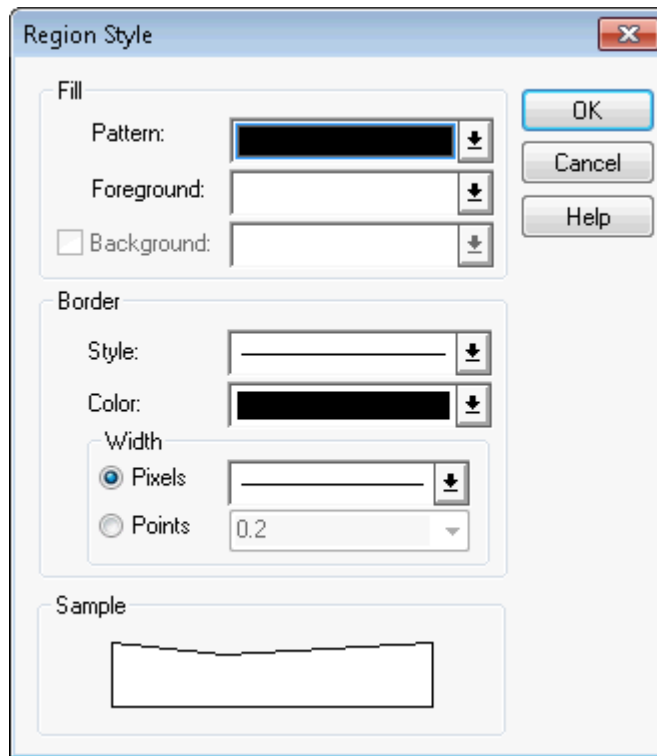 Region Style
Fill
Pattern:
Foreground:
Background:
OK
Cancel
Help
Border
Style:
Color:
Width
Pixels
Points
0.2
Sample